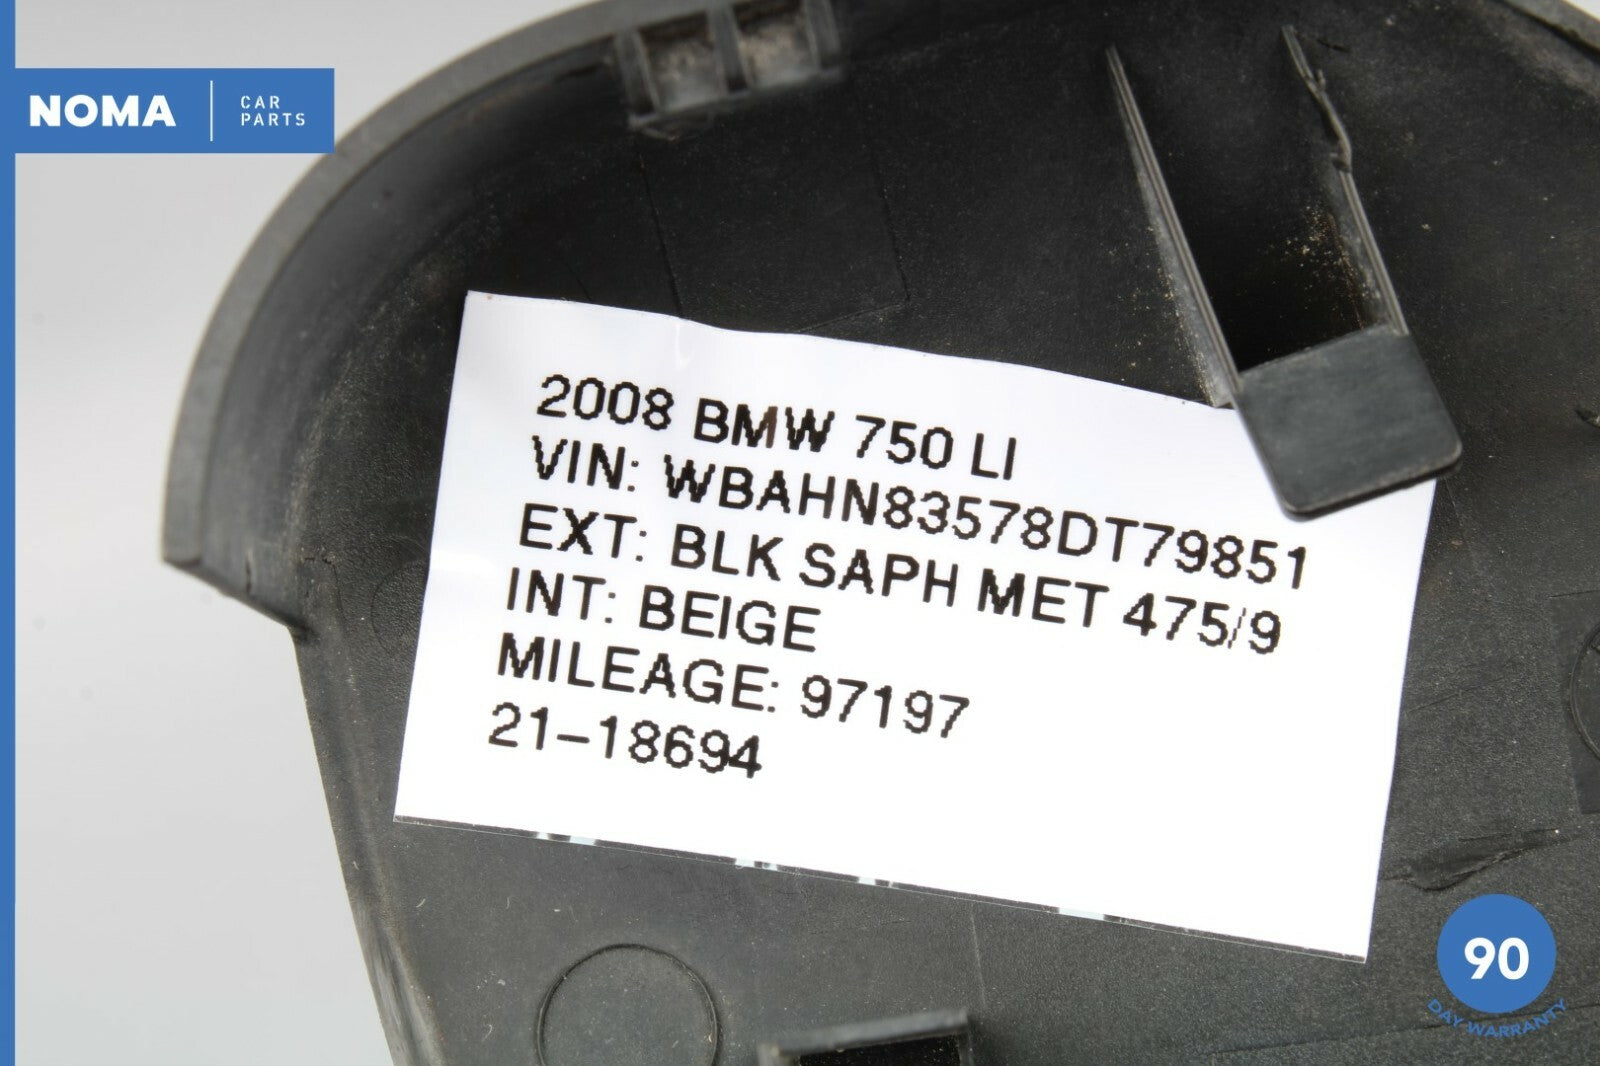 NOMA
CAR
PARTS
2008 BMW 750 LI
VIN: WBAHN83578DT79851
EXT: BLK SAPH MET 475/9
INT: BEIGE
MILEAGE: 97197
21-18694
90
DAY WARRANTY